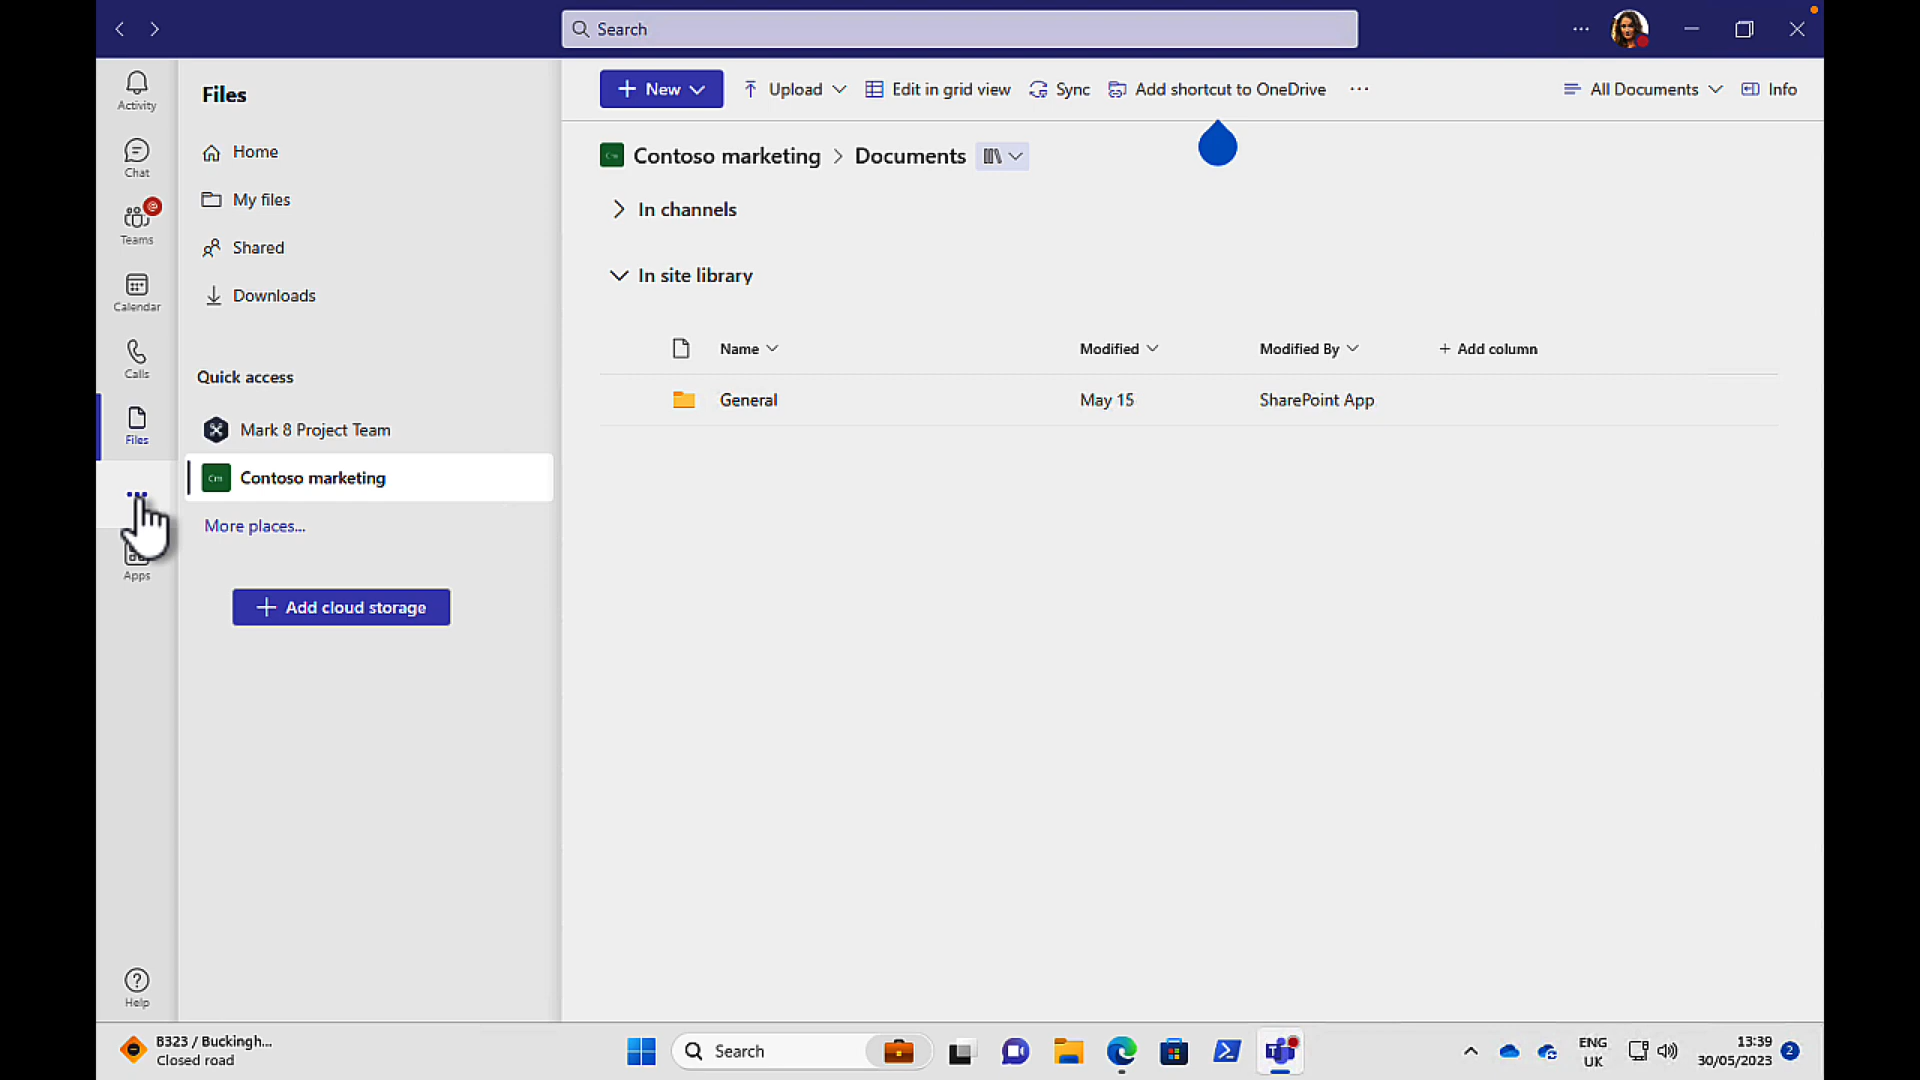 Search
Activity
Chat
Teams
Calendar
Calls
Files
Apps
Help
Files
Home
My files
Shared
Downloads
Quick access
Mark 8 Project Team
Cm Contoso marketing
More places...
+ Add cloud storage
+ New
Upload
Edit in grid view
Sync
Add shortcut to OneDrive
...
All Documents
Info
Cm Contoso marketing > Documents
In channels
In site library
Name Modified Modified By + Add column
General May 15 SharePoint App
B323 / Buckingh...
Closed road
Search
ENG
UK
13:39
30/05/2023
2